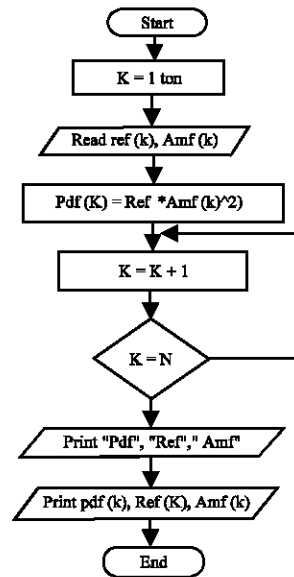 Start
K = 1 ton
Read ref (k), Amf (k)
Pdf (K) = Ref *Amf (k)^2)
K = K + 1
K = N
Print "Pdf", "Ref"," Amf"
Print pdf (k), Ref (K), Amf (k)
End